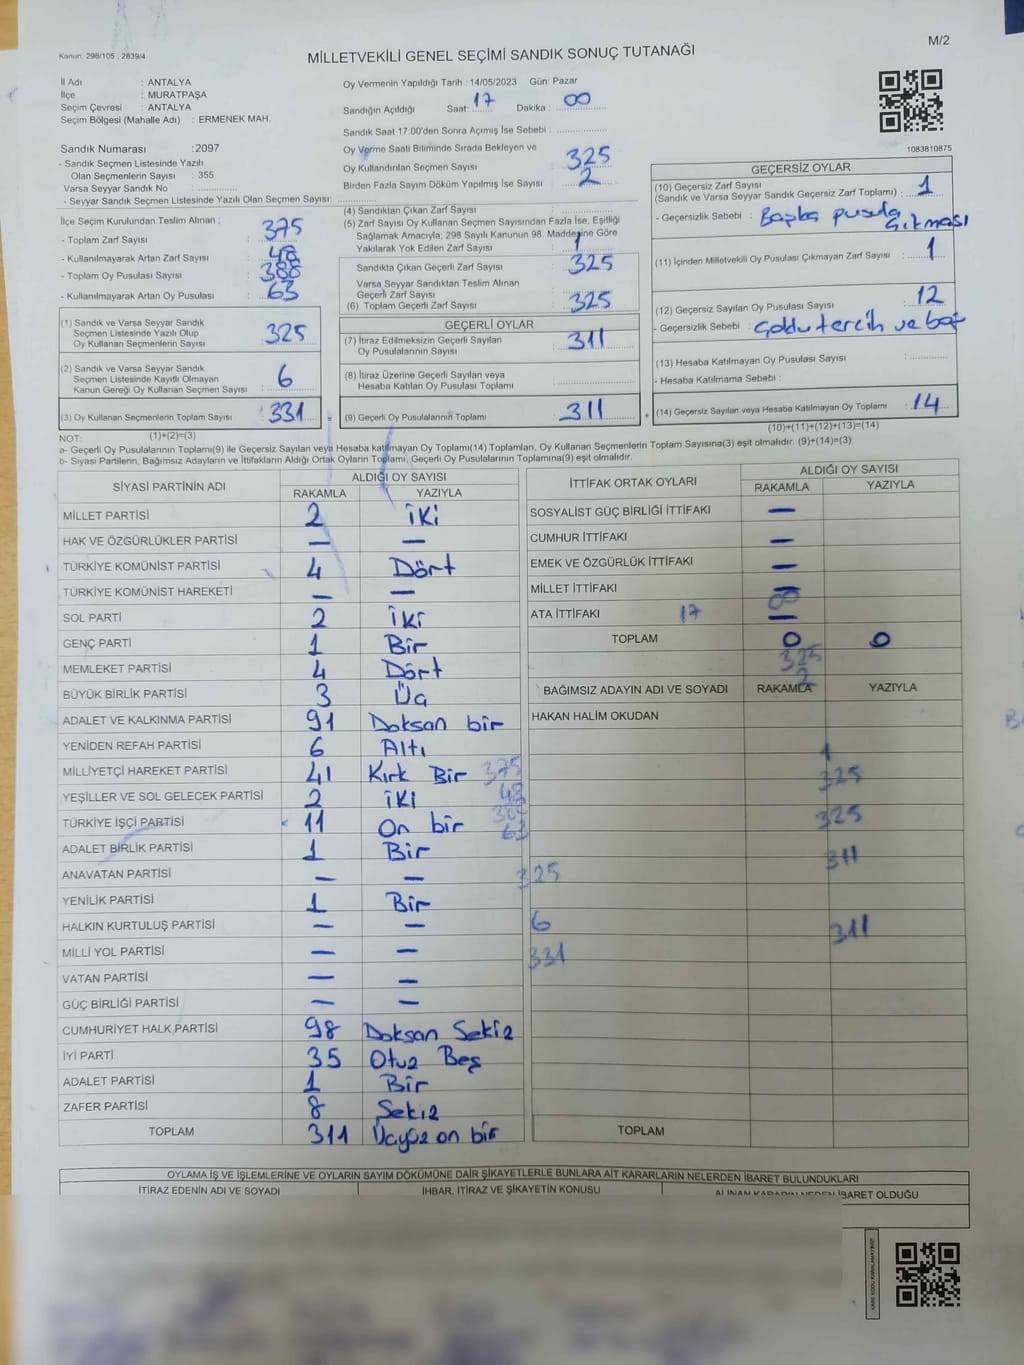 M/2
Kanun, 298/105 , 2839/4
MİLLETVEKİLİ GENEL SEÇİMİ SANDIK SONUÇ TUTANAĞI
İl Adı : ANTALYA
İlçe : MURATPAŞA
Seçim Çevresi : ANTALYA
Seçim Bölgesi (Mahalle Adı) : ERMENEK MAH.
Sandık Numarası :2097
- Sandık Seçmen Listesinde Yazılı
Olan Seçmenlerin Sayısı : 355
Varsa Seyyar Sandık No :
- Seyyar Sandık Seçmen Listesinde Yazılı Olan Seçmen Sayısı:
Oy Vermenin Yapıldığı Tarih : 14/05/2023 Gün: Pazar
Sandığın Açıldığı Saat: 17 Dakika : 00
Sandık Saat 17.00'den Sonra Açımış İse Sebebi :
Oy Verme Saati Bitiminde Sırada Bekleyen ve
Oy Kullandırılan Seçmen Sayısı : 325
Birden Fazla Sayım Döküm Yapılmış İse Sayısı : 2
1083810875
İlçe Seçim Kurulundan Teslim Alınan ;
- Toplam Zarf Sayısı : 375
- Kullanılmayarak Artan Zarf Sayısı : 48
- Toplam Oy Pusulası Sayısı : 388
- Kullanılmayarak Artan Oy Pusulası : 63
(4) Sandıktan Çıkan Zarf Sayısı :
(5) Zarf Sayısı Oy Kullanan Seçmen Sayısından Fazla İse, Eşitliği
Sağlamak Amacıyla; 298 Sayılı Kanunun 98. Maddesine Göre
Yakılarak Yok Edilen Zarf Sayısı : 1
Sandıkta Çıkan Geçerli Zarf Sayısı : 325
Varsa Seyyar Sandıktan Teslim Alınan
Geçerli Zarf Sayısı :
(6) Toplam Geçerli Zarf Sayısı : 325
GEÇERSİZ OYLAR
(10) Geçersiz Zarf Sayısı
(Sandık ve Varsa Seyyar Sandık Geçersiz Zarf Toplamı) : 1
- Geçersizlik Sebebi : Başka pusula
çıkması
(11) İçinden Milletvekili Oy Pusulası Çıkmayan Zarf Sayısı : 1
(12) Geçersiz Sayılan Oy Pusulası Sayısı : 12
- Geçersizlik Sebebi :
(13) Hesaba Katılmayan Oy Pusulası Sayısı :
- Hesaba Katılmama Sebebi :
(14) Geçersiz Sayılan veya Hesaba Katılmayan Oy Toplamı : 14
(10)+(11)+(12)+(13)=(14)
(1) Sandık ve Varsa Seyyar Sandık
Seçmen Listesinde Yazılı Olup
Oy Kullanan Seçmenlerin Sayısı : 325
(2) Sandık ve Varsa Seyyar Sandık
Seçmen Listesinde Kayıtlı Olmayan
Kanun Gereği Oy Kullanan Seçmen Sayısı : 6
(3) Oy Kullanan Seçmenlerin Toplam Sayısı : 331
(1)+(2)=(3)
GEÇERLİ OYLAR
(7) İtiraz Edilmeksizin Geçerli Sayılan
Oy Pusulalarının Sayısı : 311
(8) İtiraz Üzerine Geçerli Sayılan veya
Hesaba Katılan Oy Pusulası Toplamı :
(9) Geçerli Oy Pusulalarının Toplamı : 311
NOT:
a- Geçerli Oy Pusulalarının Toplamı(9) ile Geçersiz Sayılan veya Hesaba katılmayan Oy Toplamı(14) Toplamları, Oy Kullanan Seçmenlerin Toplam Sayısına(3) eşit olmalıdır. (9)+(14)=(3)
b- Siyasi Partilerin, Bağımsız Adayların ve İttifakların Aldığı Ortak Oyların Toplamı, Geçerli Oy Pusulalarının Toplamına(9) eşit olmalıdır.
SİYASİ PARTİNİN ADI ALDIĞI OY SAYISI
RAKAMLA YAZIYLA
MİLLET PARTİSİ 2 İki
HAK VE ÖZGÜRLÜKLER PARTİSİ — —
TÜRKİYE KOMÜNİST PARTİSİ 4 Dört
TÜRKİYE KOMÜNİST HAREKETİ — —
SOL PARTİ 2 İki
GENÇ PARTİ 1 Bir
MEMLEKET PARTİSİ 4 Dört
BÜYÜK BİRLİK PARTİSİ 3 Üç
ADALET VE KALKINMA PARTİSİ 91 Doksan bir
YENİDEN REFAH PARTİSİ 6 Altı
MİLLİYETÇİ HAREKET PARTİSİ 41 Kırk Bir
YEŞİLLER VE SOL GELECEK PARTİSİ 2 İKİ
TÜRKİYE İŞÇİ PARTİSİ 11 On bir
ADALET BİRLİK PARTİSİ 1 Bir
ANAVATAN PARTİSİ — —
YENİLİK PARTİSİ 1 Bir
HALKIN KURTULUŞ PARTİSİ — —
MİLLİ YOL PARTİSİ — —
VATAN PARTİSİ — —
GÜÇ BİRLİĞİ PARTİSİ — —
CUMHURİYET HALK PARTİSİ 98 Doksan Sekiz
İYİ PARTİ 35 Otuz Beş
ADALET PARTİSİ 1 Bir
ZAFER PARTİSİ 8 Sekiz
TOPLAM 311 Üçyüz on bir
İTTİFAK ORTAK OYLARI ALDIĞI OY SAYISI
RAKAMLA YAZIYLA
SOSYALİST GÜÇ BİRLİĞİ İTTİFAKI —
CUMHUR İTTİFAKI —
EMEK VE ÖZGÜRLÜK İTTİFAKI —
MİLLET İTTİFAKI —
ATA İTTİFAKI 17 —
TOPLAM 0 0
325
2
BAĞIMSIZ ADAYIN ADI VE SOYADI RAKAMLA YAZIYLA
HAKAN HALİM OKUDAN
1
375 325
48
325
63
311
325
6 311
331
TOPLAM
OYLAMA İŞ VE İŞLEMLERİNE VE OYLARIN SAYIM DÖKÜMÜNE DAİR ŞİKAYETLERLE BUNLARA AİT KARARLARIN NELERDEN İBARET BULUNDUKLARI
İTİRAZ EDENİN ADI VE SOYADI İHBAR, İTİRAZ VE ŞİKAYETİN KONUSU ALINAN KARARIN NEDEN İBARET OLDUĞU